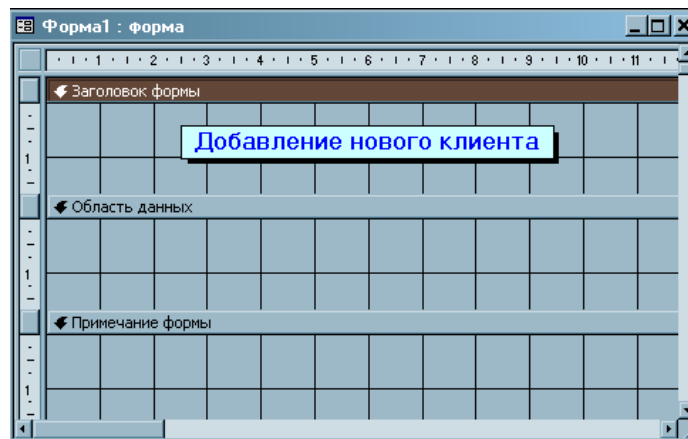 Форма1 : форма
1 2 3 4 5 6 7 8 9 10 11
Заголовок формы
Добавление нового клиента
1
Область данных
1
Примечание формы
1